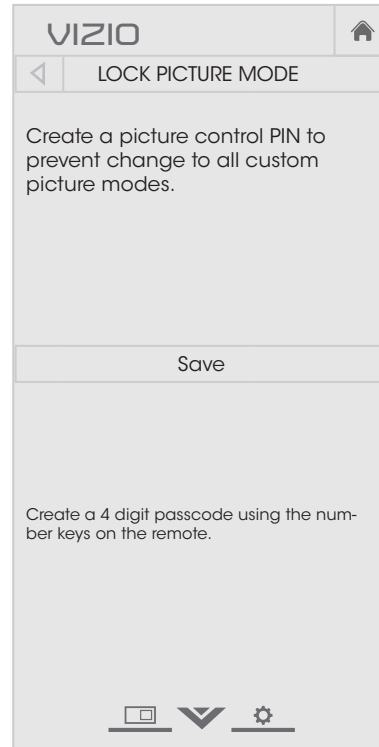 VIZIO
LOCK PICTURE MODE
Create a picture control PIN to
prevent change to all custom
picture modes.
Save
Create a 4 digit passcode using the num-
ber keys on the remote.